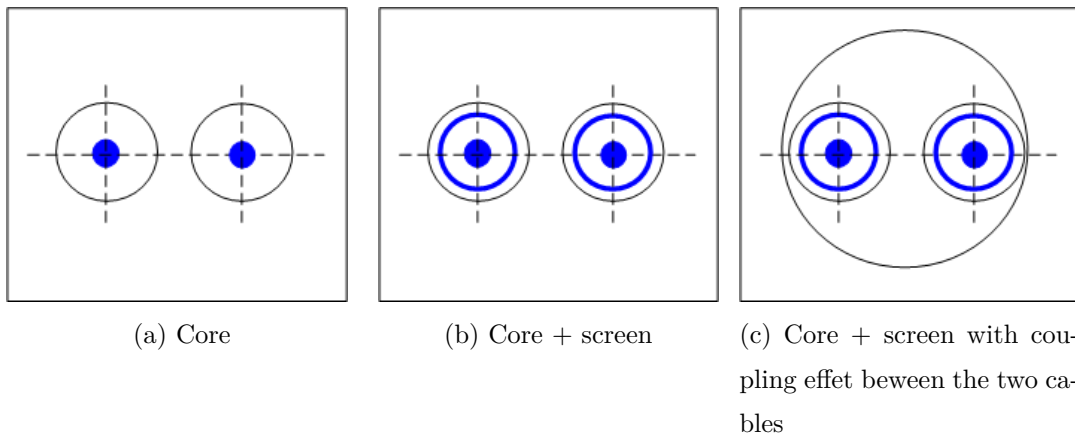 (a) Core
(b) Core + screen
(c) Core + screen with cou-
pling effet beween the two ca-
bles